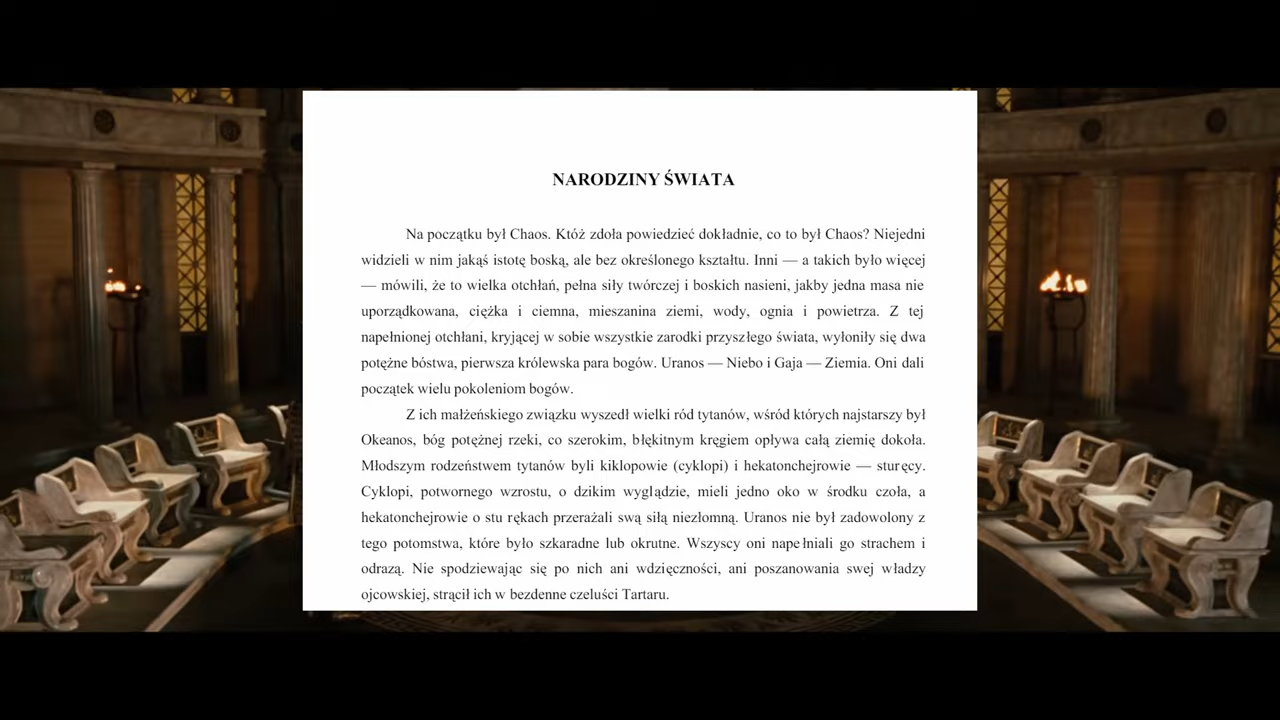 NARODZINY ŚWIATA
Na początku był Chaos. Któż zdoła powiedzieć dokładnie, co to był Chaos? Niejedni
widzieli w nim jakąś istotę boską, ale bez określonego kształtu. Inni — a takich było więcej
— mówili, że to wielka otchłań, pełna siły twórczej i boskich nasieni, jakby jedna masa nie
uporządkowana, ciężka i ciemna, mieszanina ziemi, wody, ognia i powietrza. Z tej
napełnionej otchłani, kryjącej w sobie wszystkie zarodki przyszłego świata, wyłoniły się dwa
potężne bóstwa, pierwsza królewska para bogów. Uranos — Niebo i Gaja — Ziemia. Oni dali
początek wielu pokoleniom bogów.
Z ich małżeńskiego związku wyszedł wielki ród tytanów, wśród których najstarszy był
Okeanos, bóg potężnej rzeki, co szerokim, błękitnym kręgiem opływa całą ziemię dokoła.
Młodszym rodzeństwem tytanów byli kiklopowie (cyklopi) i hekatonchejrowie — sturęcy.
Cyklopi, potwornego wzrostu, o dzikim wyglądzie, mieli jedno oko w środku czoła, a
hekatonchejrowie o stu rękach przerażali swą siłą niezłomną. Uranos nie był zadowolony z
tego potomstwa, które było szkaradne lub okrutne. Wszyscy oni napełniali go strachem i
odrazą. Nie spodziewając się po nich ani wdzięczności, ani poszanowania swej władzy
ojcowskiej, strącił ich w bezdenne czeluści Tartaru.